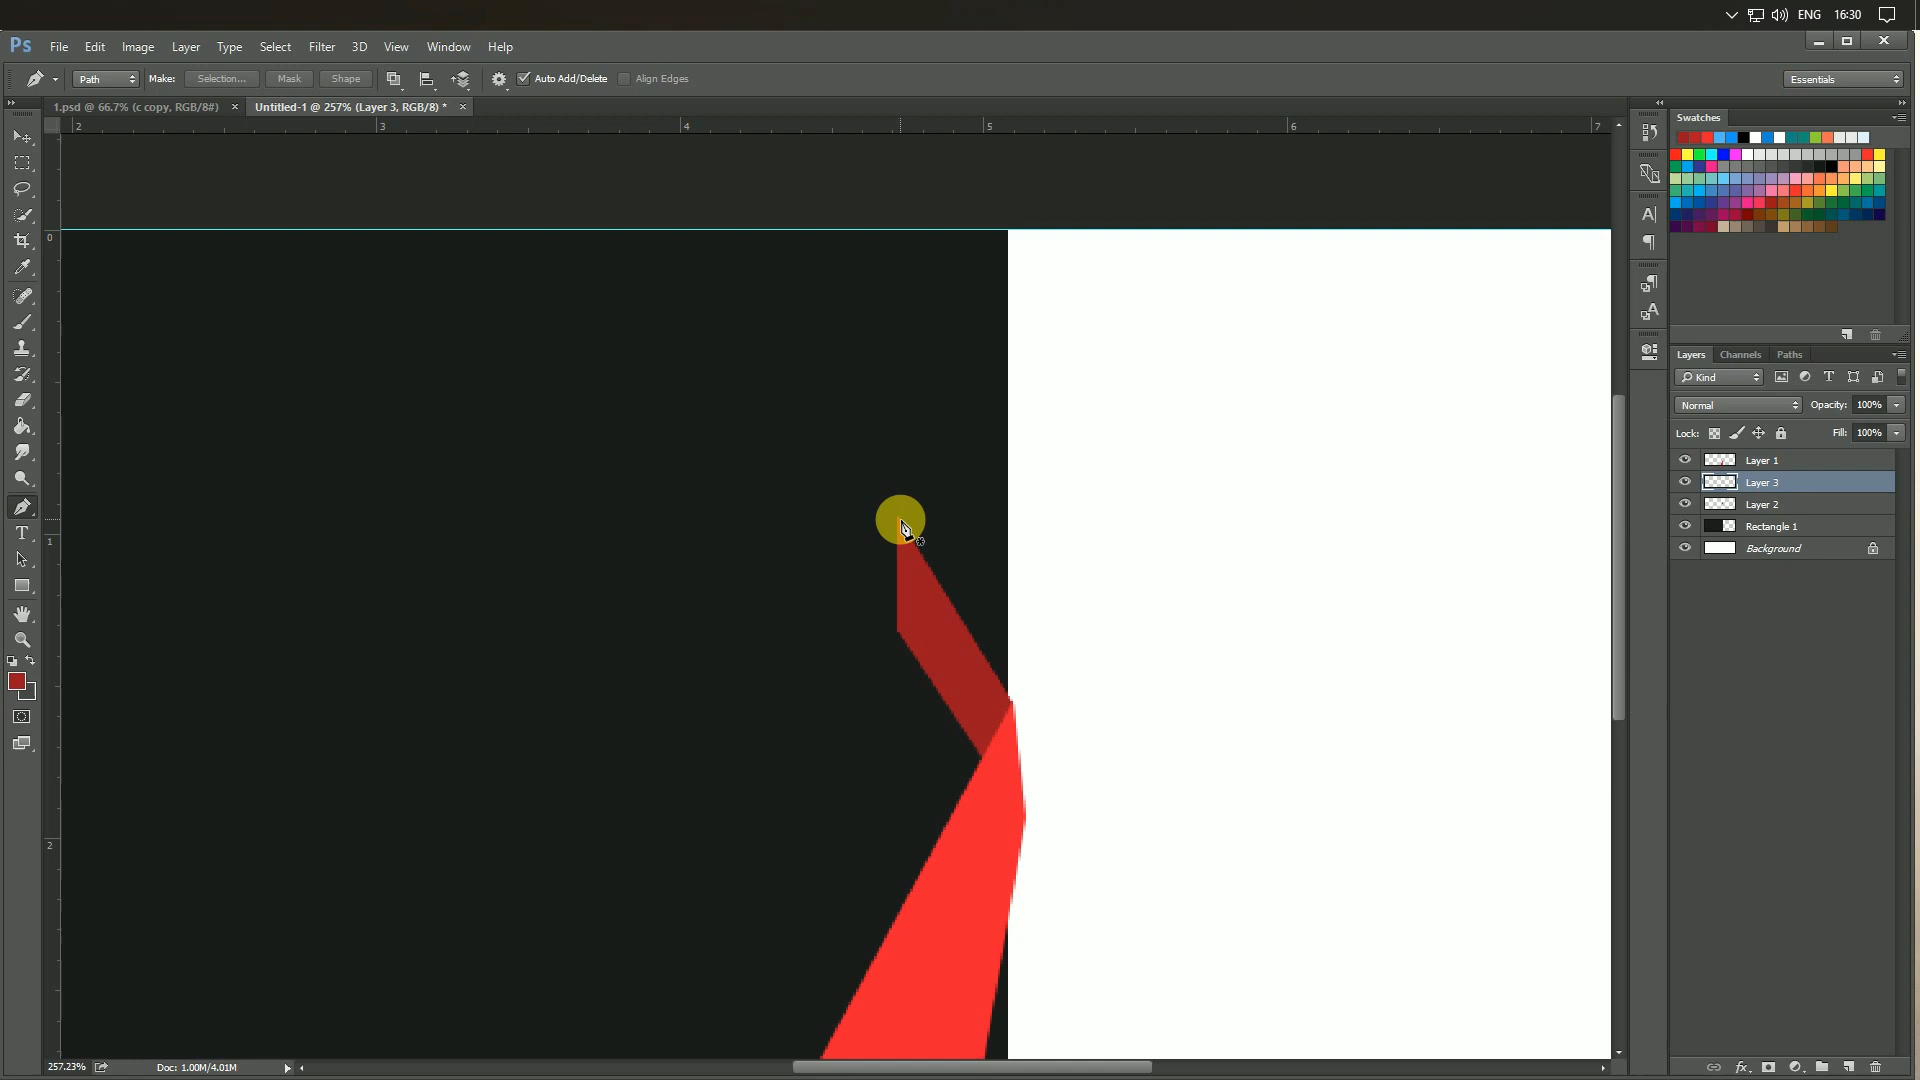 ENG 16:30
Ps File Edit Image Layer Type Select Filter 3D View Window Help
Path Make: Selection... Mask Shape Auto Add/Delete Align Edges Essentials
1.psd @ 66.7% (c copy, RGB/8#) × Untitled-1 @ 257% (Layer 3, RGB/8) * ×
2 3 4 5 6 7
Swatches
0
1
2
Layers Channels Paths
Kind
Normal Opacity: 100%
Lock: Fill: 100%
Layer 1
Layer 3
Layer 2
Rectangle 1
Background
257.23% Doc: 1.00M/4.01M